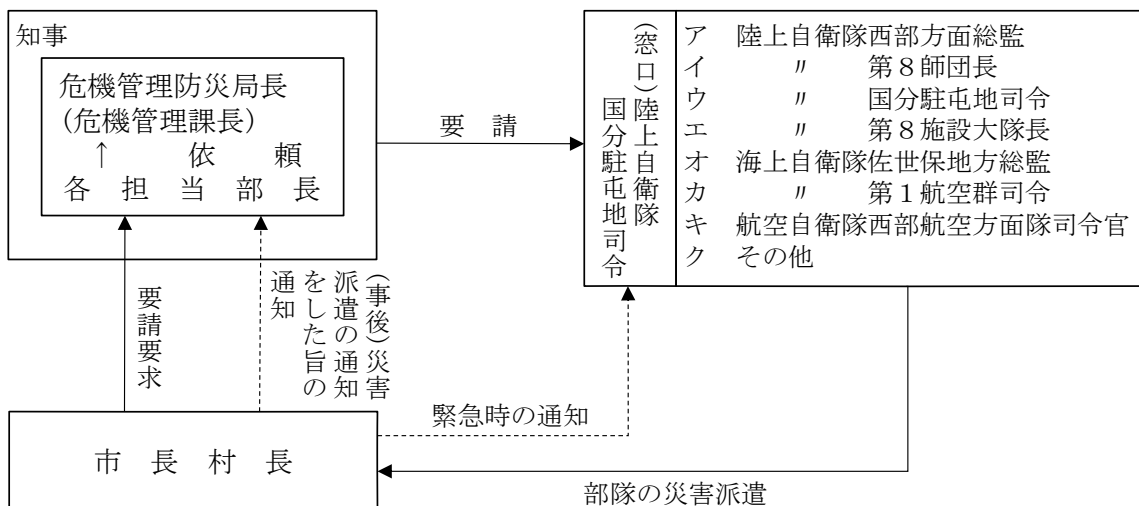 知事
危機管理防災局長
(危機管理課長)
↑　依　頼
各　担　当　部　長
要　請
(窓口)陸上自衛隊
国分駐屯地司令
ア　陸上自衛隊西部方面総監
イ　〃　第８師団長
ウ　〃　国分駐屯地司令
エ　〃　第８施設大隊長
オ　海上自衛隊佐世保地方総監
カ　〃　第１航空群司令
キ　航空自衛隊西部航空方面隊司令官
ク　その他
要請要求
(事後)災害
派遣の通知
をした旨の
通知
緊急時の通知
市　長　村　長
部隊の災害派遣